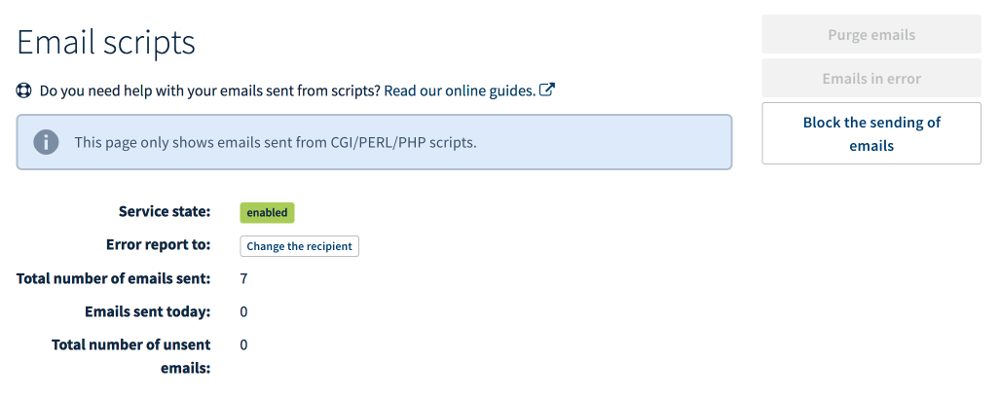 Email scripts
Do you need help with your emails sent from scripts? Read our online guides.
This page only shows emails sent from CGI/PERL/PHP scripts.
Service state: enabled
Error report to: Change the recipient
Total number of emails sent: 7
Emails sent today: 0
Total number of unsent 0
emails:
Purge emails
Emails in error
Block the sending of
emails